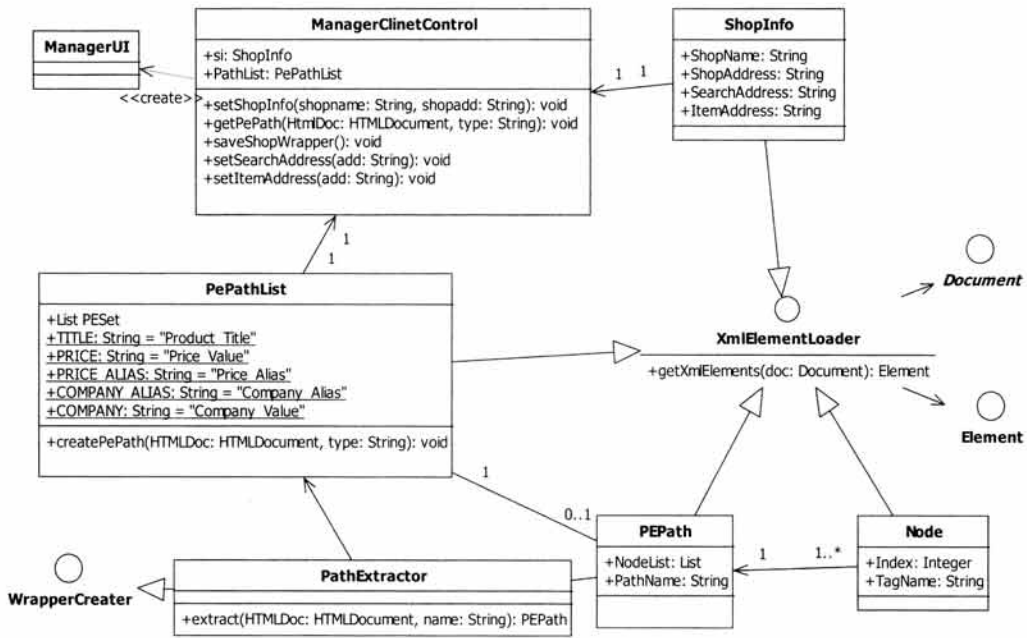 ManagerUI
<<create>>
ManagerClinetControl
+si: ShopInfo
+PathList: PePathList
+setShopInfo(shopname: String, shopadd: String): void
+getPePath(HtmlDoc: HTMLDocument, type: String): void
+saveShopWrapper(): void
+setSearchAddress(add: String): void
+setItemAddress(add: String): void
1 1
ShopInfo
+ShopName: String
+ShopAddress: String
+SearchAddress: String
+ItemAddress: String
1
1
PePathList
+List PESet
+TITLE: String = "Product_Title"
+PRICE: String = "Price_Value"
+PRICE_ALIAS: String = "Price_Alias"
+COMPANY_ALIAS: String = "Company_Alias"
+COMPANY: String = "Company_Value"
+createPePath(HTMLDoc: HTMLDocument, type: String): void
Document
XmlElementLoader
+getXmlElements(doc: Document): Element
Element
1
0..1
PEPath
+NodeList: List
+PathName: String
1 1..*
Node
+Index: Integer
+TagName: String
WrapperCreater
PathExtractor
+extract(HTMLDoc: HTMLDocument, name: String): PEPath